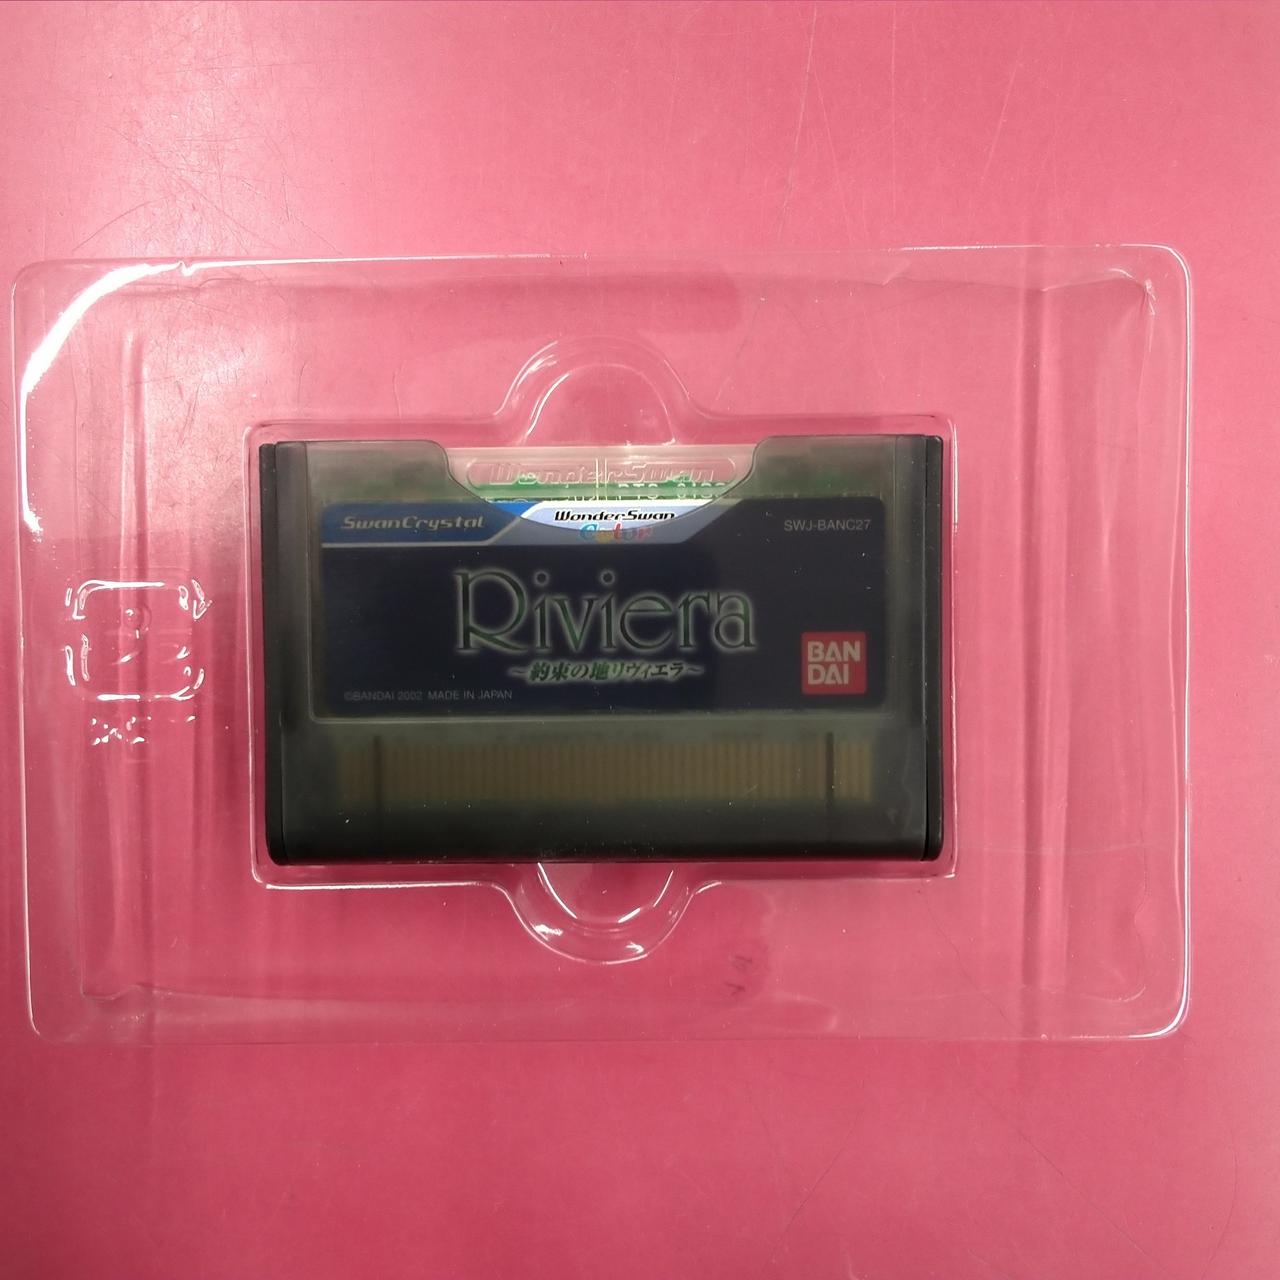 WonderSwan
SwanCrystal
WonderSwan
Color
SWJ-BANC27
Riviera
～約束の地リヴィエラ～
BAN
DAI
©BANDAI 2002 MADE IN JAPAN